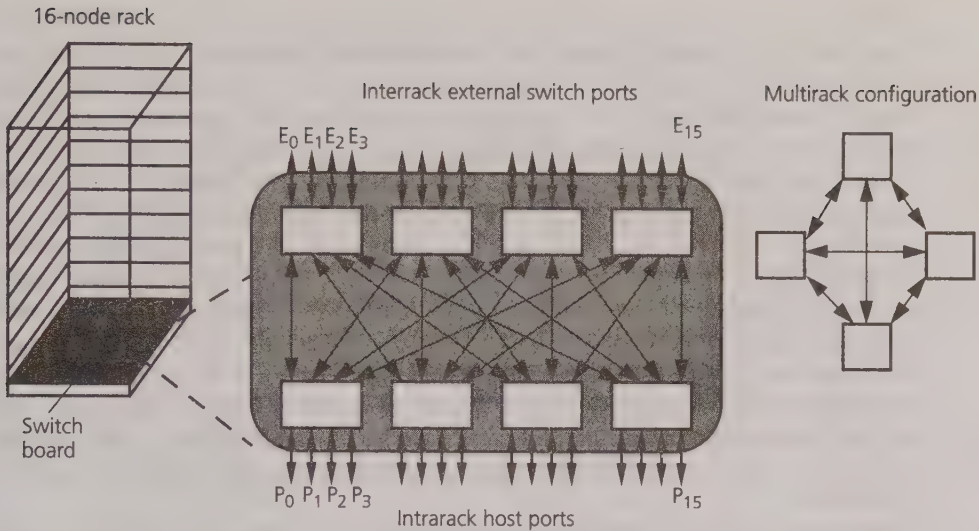 16-node rack
Interrack external switch ports
Multirack configuration
E0 E1 E2 E3
E15
Switch
board
P0 P1 P2 P3
P15
Intrarack host ports